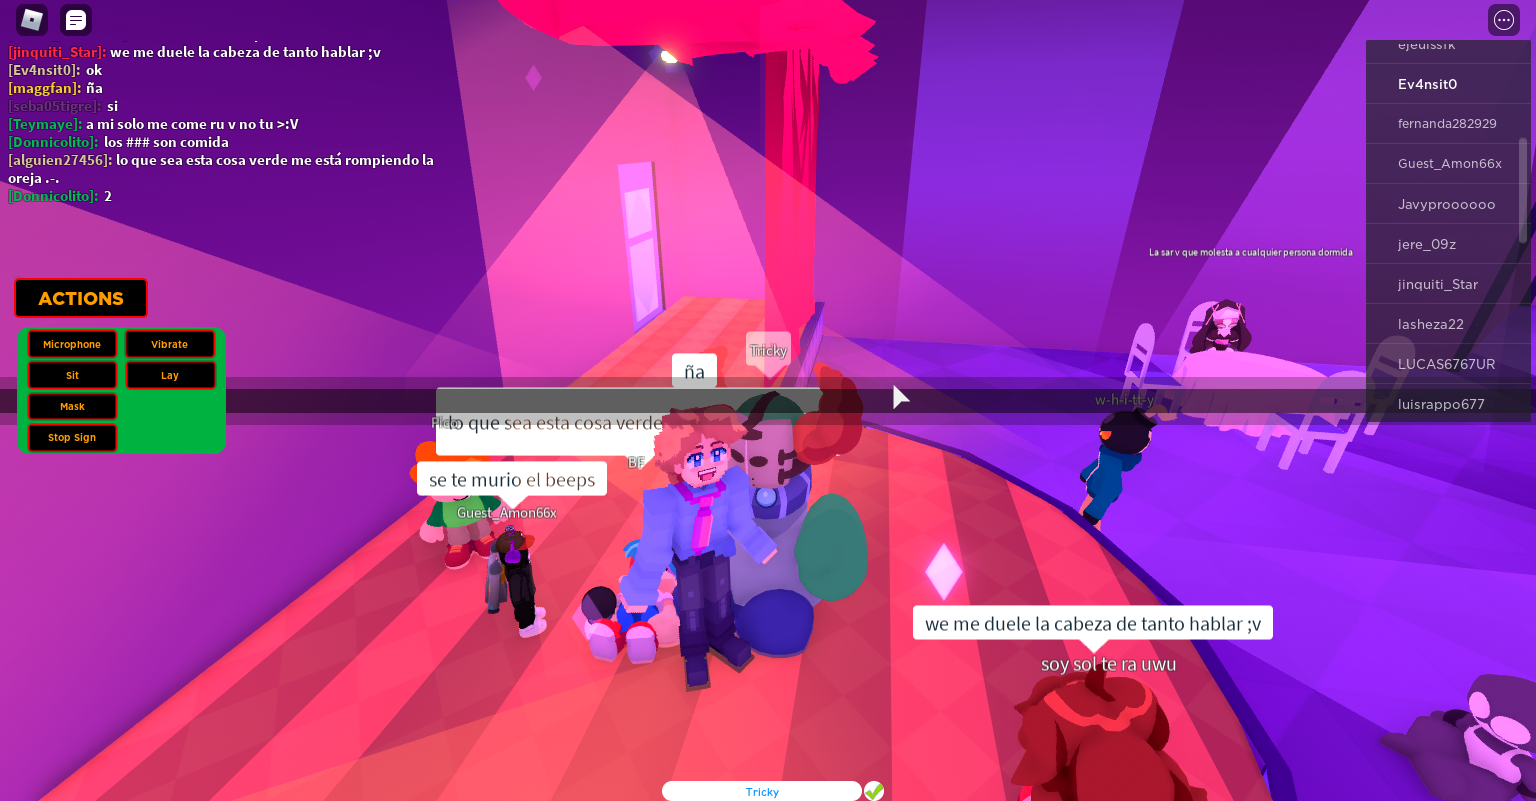 [jinquiti_Star]: we me duele la cabeza de tanto hablar ;v
[Ev4nsit0]: ok
[maggfan]: ña
[seba05tigre]: si
[Teymaye]: a mi solo me come ru v no tu >:V
[Donnicolito]: los ### son comida
[alguien27456]: lo que sea esta cosa verde me está rompiendo la
oreja .-.
[Donnicolito]: 2
Ev4nsit0
fernanda282929
Guest_Amon66x
Javyproooooo
jere_09z
jinquiti_Star
lasheza22
LUCAS6767UR
luisrappo677
La sar v que molesta a cualquier persona dormida
ACTIONS
Microphone
Vibrate
Sit
Lay
Mask
Stop Sign
Tricky
ña
w-h-i-tt-y
lo que sea esta cosa verde
BF
se te murio el beeps
Guest_Amon66x
we me duele la cabeza de tanto hablar ;v
soy sol te ra uwu
Tricky